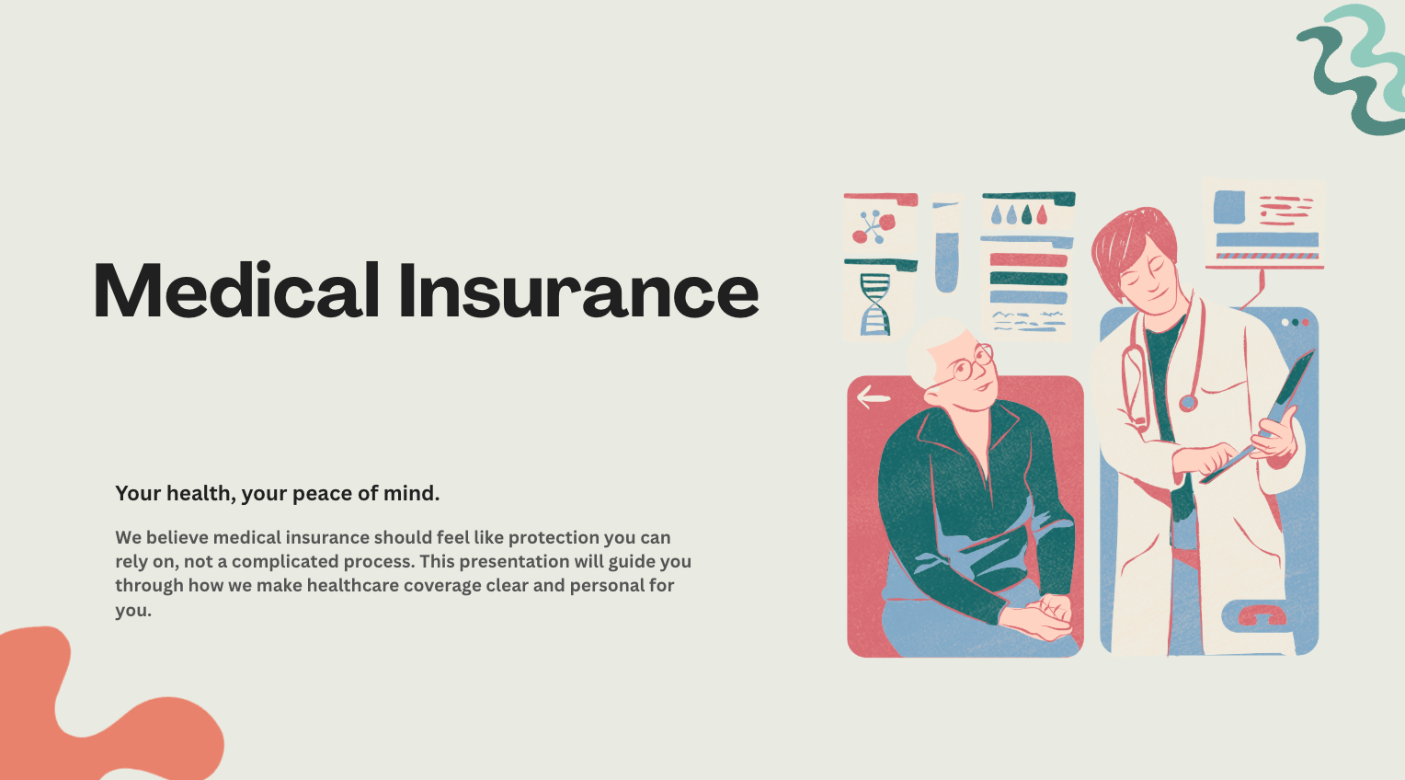 Medical Insurance
Your health, your peace of mind.
We believe medical insurance should feel like protection you can
rely on, not a complicated process. This presentation will guide you
through how we make healthcare coverage clear and personal for
you.